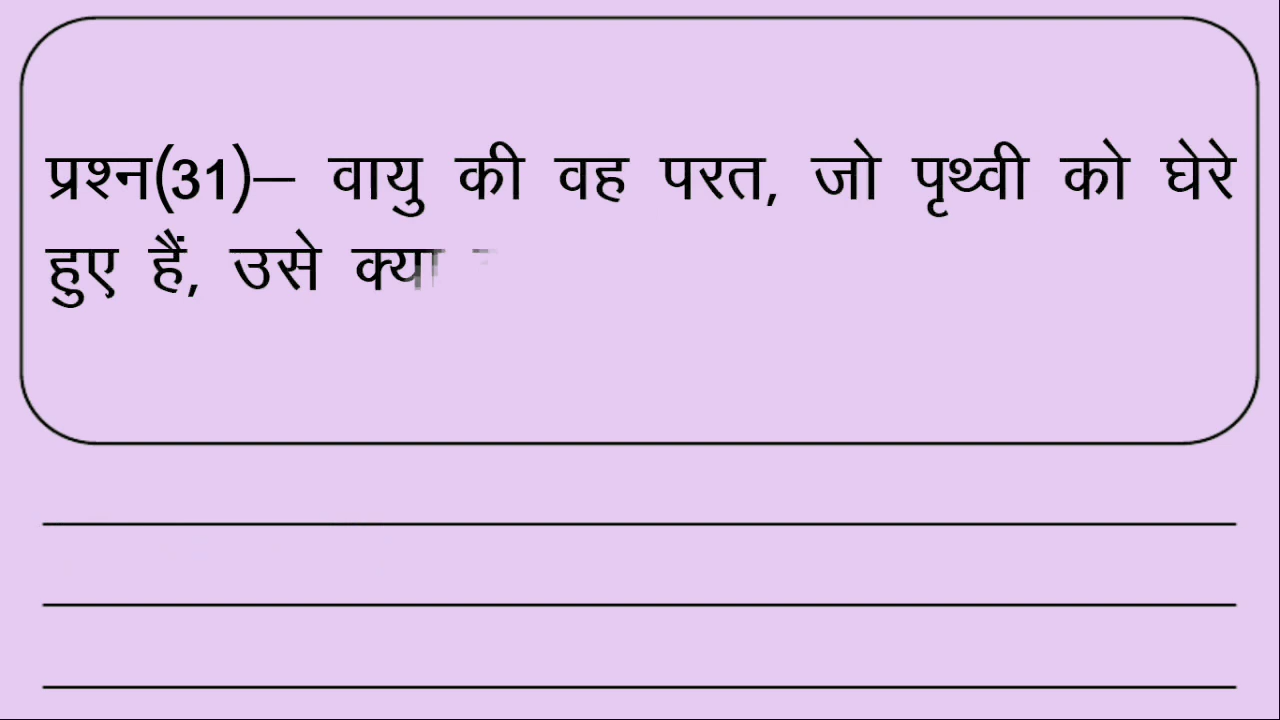 प्रश्न(31)– वायु की वह परत, जो पृथ्वी को घेरे
हुए हैं, उसे क्या